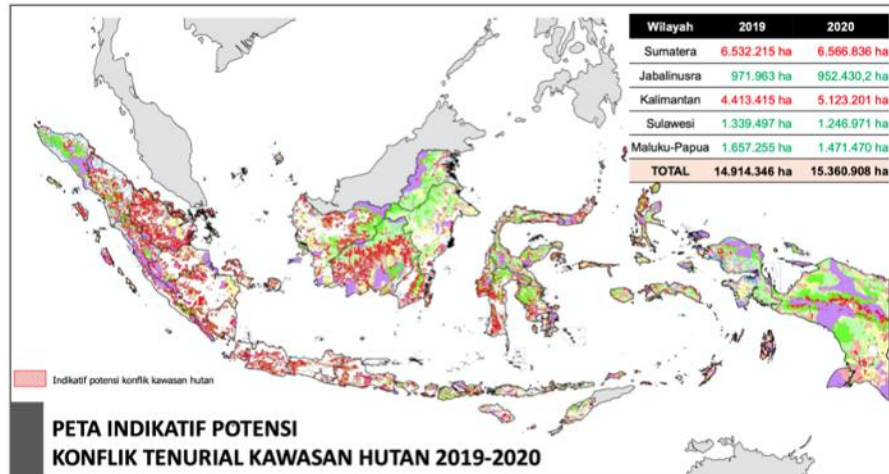 Wilayah 2019 2020
Sumatera 6.532.215 ha 6.566.836 ha
Jabalinusra 971.963 ha 952.430,2 ha
Kalimantan 4.413.415 ha 5.123.201 ha
Sulawesi 1.339.497 ha 1.246.971 ha
Maluku-Papua 1.657.255 ha 1.471.470 ha
TOTAL 14.914.346 ha 15.360.908 ha
Indikatif potensi konflik kawasan hutan
PETA INDIKATIF POTENSI
KONFLIK TENURIAL KAWASAN HUTAN 2019-2020